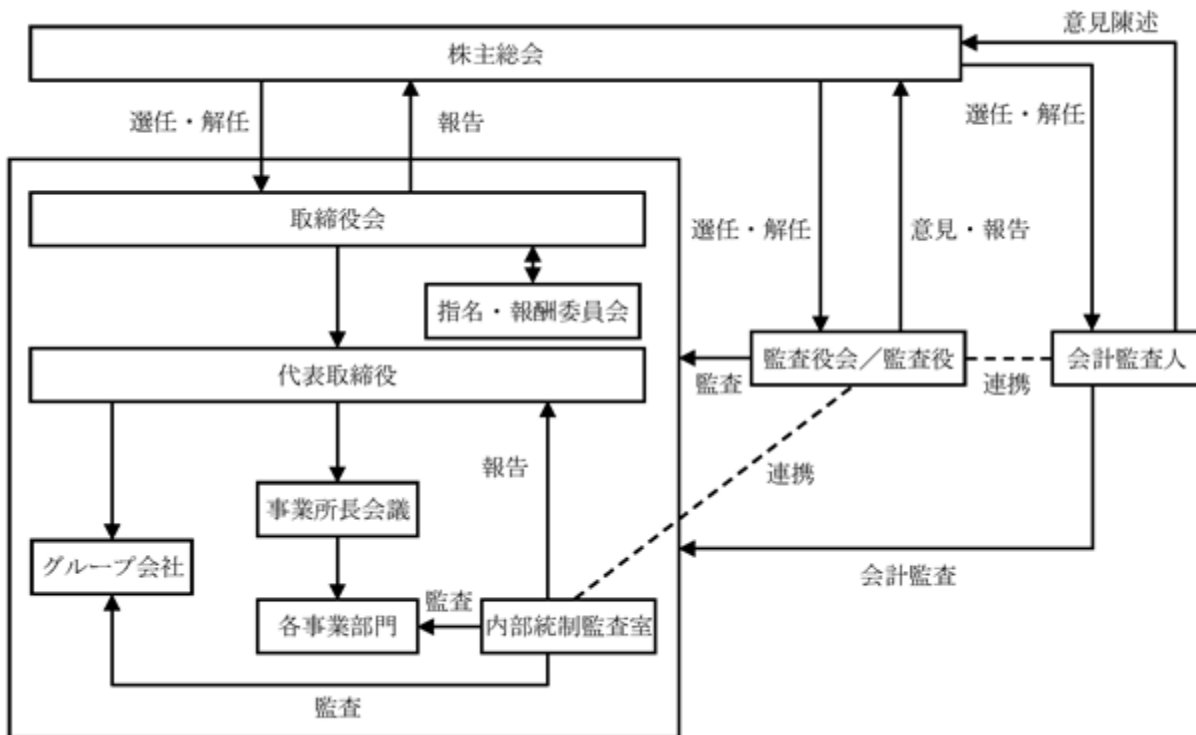 意見陳述
株主総会
選任・解任
報告
選任・解任
取締役会
選任・解任
意見・報告
指名・報酬委員会
監査役会／監査役
会計監査人
代表取締役
監査
連携
報告
連携
事業所長会議
グループ会社
会計監査
監査
各事業部門
内部統制監査室
監査